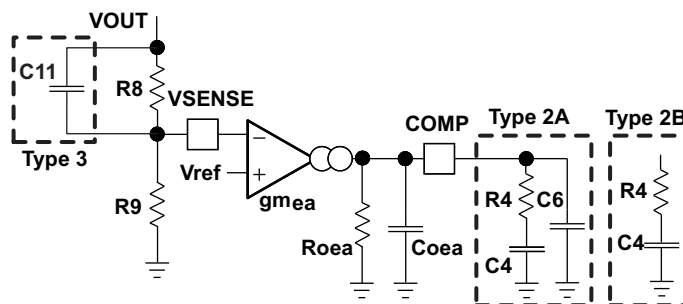 VOUT
C11
R8
VSENSE
Type 3
Vref
gmea
R9
Roea
Coea
COMP
Type 2A
R4
C6
C4
Type 2B
R4
C4